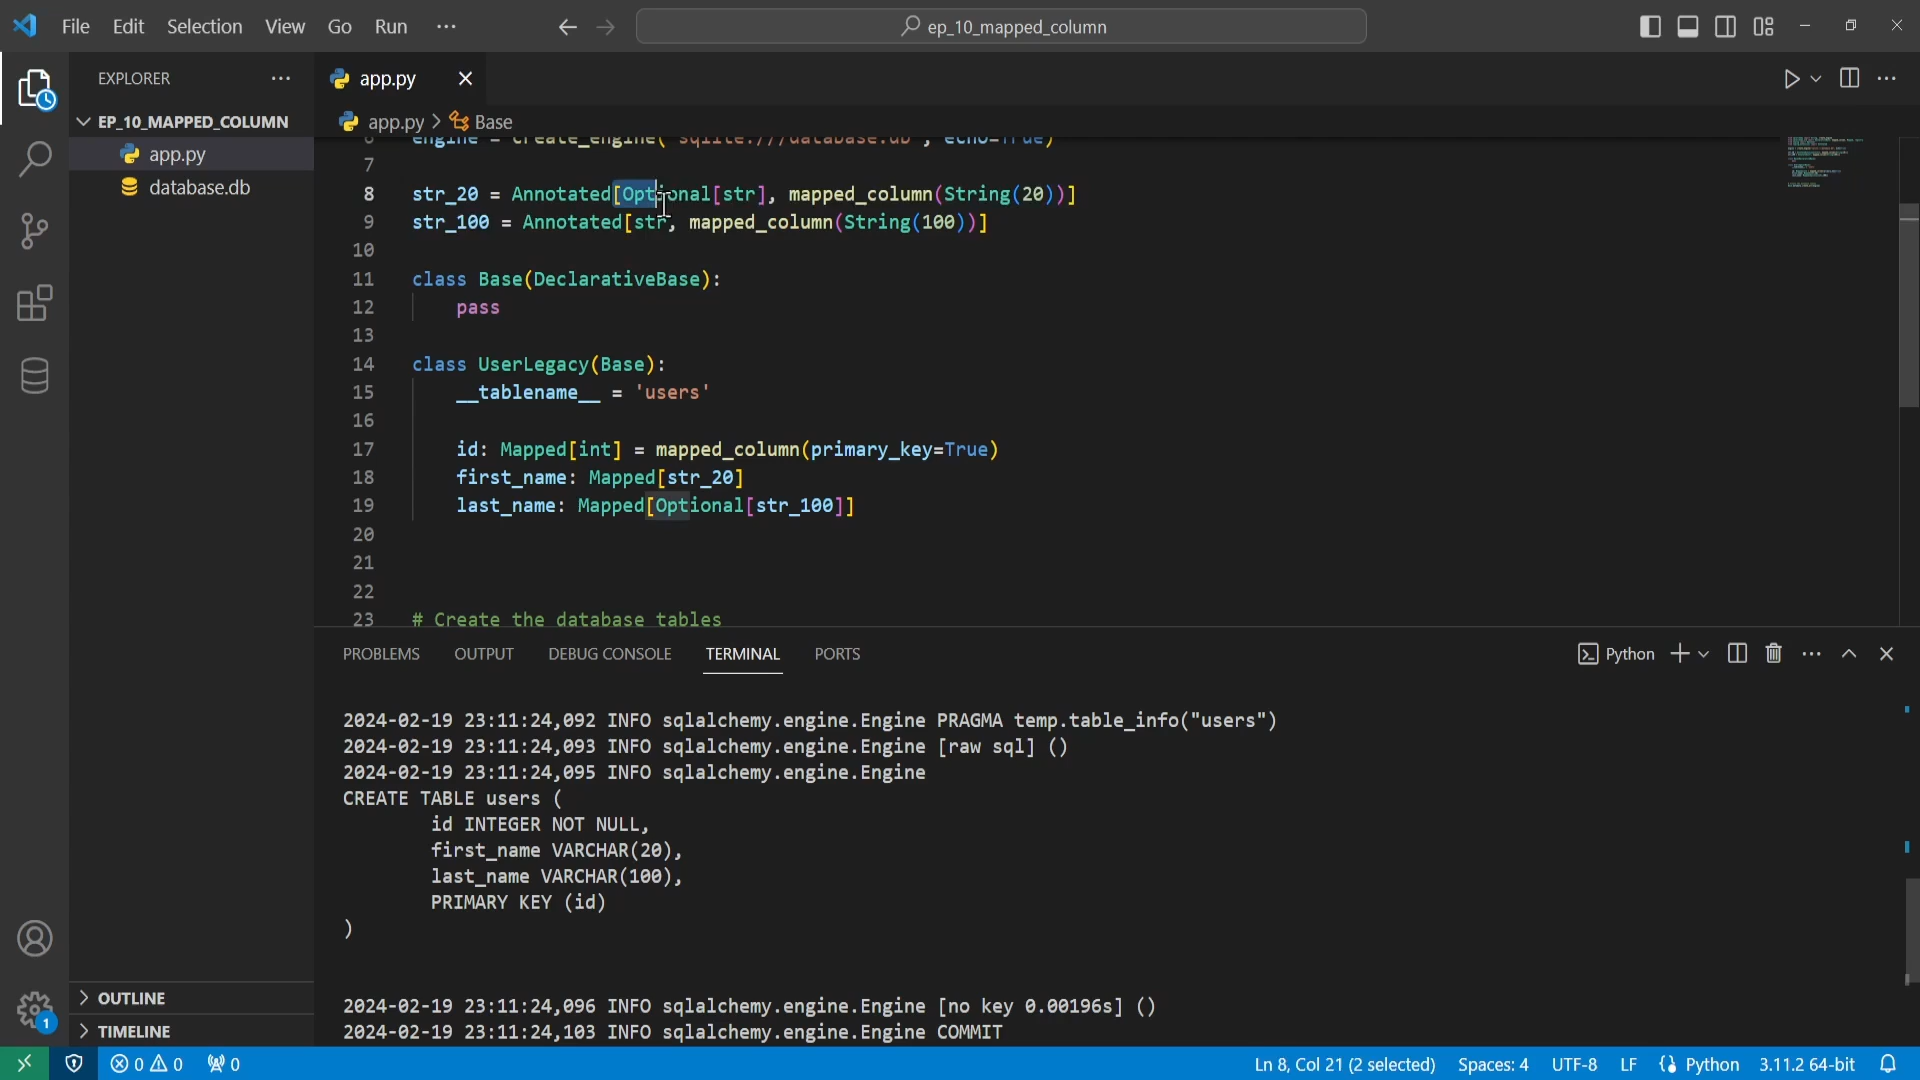 File Edit Selection View Go Run ··· ep_10_mapped_column
EXPLORER ···
EP_10_MAPPED_COLUMN
app.py
database.db
OUTLINE
TIMELINE
app.py
app.py > Base
6 engine = create_engine('sqlite:///database.db', echo=True)
7
8 str_20 = Annotated[Optional[str], mapped_column(String(20))]
9 str_100 = Annotated[str, mapped_column(String(100))]
10
11 class Base(DeclarativeBase):
12 pass
13
14 class UserLegacy(Base):
15 __tablename__ = 'users'
16
17 id: Mapped[int] = mapped_column(primary_key=True)
18 first_name: Mapped[str_20]
19 last_name: Mapped[Optional[str_100]]
20
21
22
23 # Create the database tables
PROBLEMS OUTPUT DEBUG CONSOLE TERMINAL PORTS Python
2024-02-19 23:11:24,092 INFO sqlalchemy.engine.Engine PRAGMA temp.table_info("users")
2024-02-19 23:11:24,093 INFO sqlalchemy.engine.Engine [raw sql] ()
2024-02-19 23:11:24,095 INFO sqlalchemy.engine.Engine
CREATE TABLE users (
id INTEGER NOT NULL,
first_name VARCHAR(20),
last_name VARCHAR(100),
PRIMARY KEY (id)
)
2024-02-19 23:11:24,096 INFO sqlalchemy.engine.Engine [no key 0.00196s] ()
2024-02-19 23:11:24,103 INFO sqlalchemy.engine.Engine COMMIT
1
0 0 0 Ln 8, Col 21 (2 selected) Spaces: 4 UTF-8 LF Python 3.11.2 64-bit